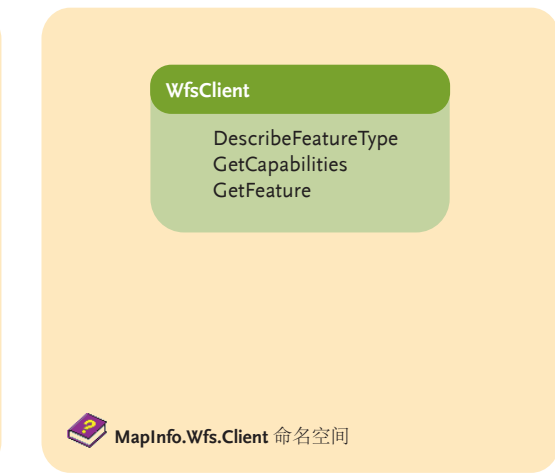 WfsClient
DescribeFeatureType
GetCapabilities
GetFeature
MapInfo.Wfs.Client 命名空间